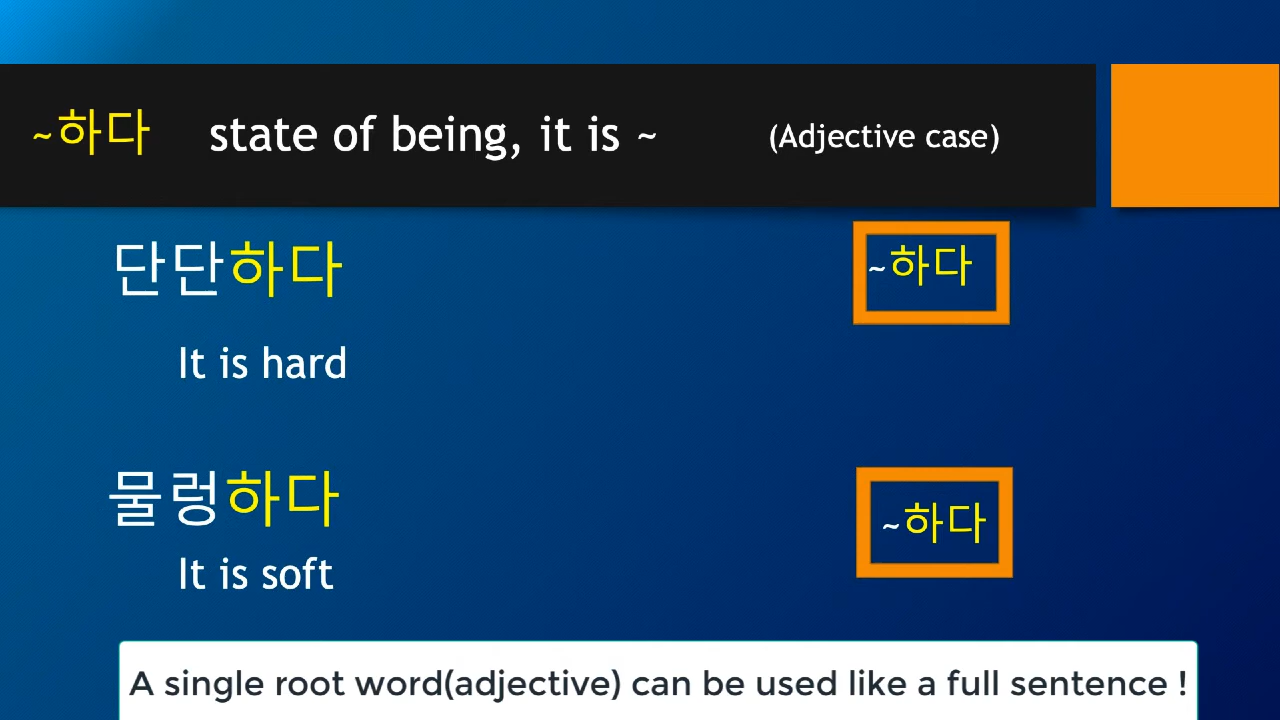 ~하다 state of being, it is ~ (Adjective case)
단단하다 ~하다
It is hard
물렁하다 ~하다
It is soft
A single root word(adjective) can be used like a full sentence !